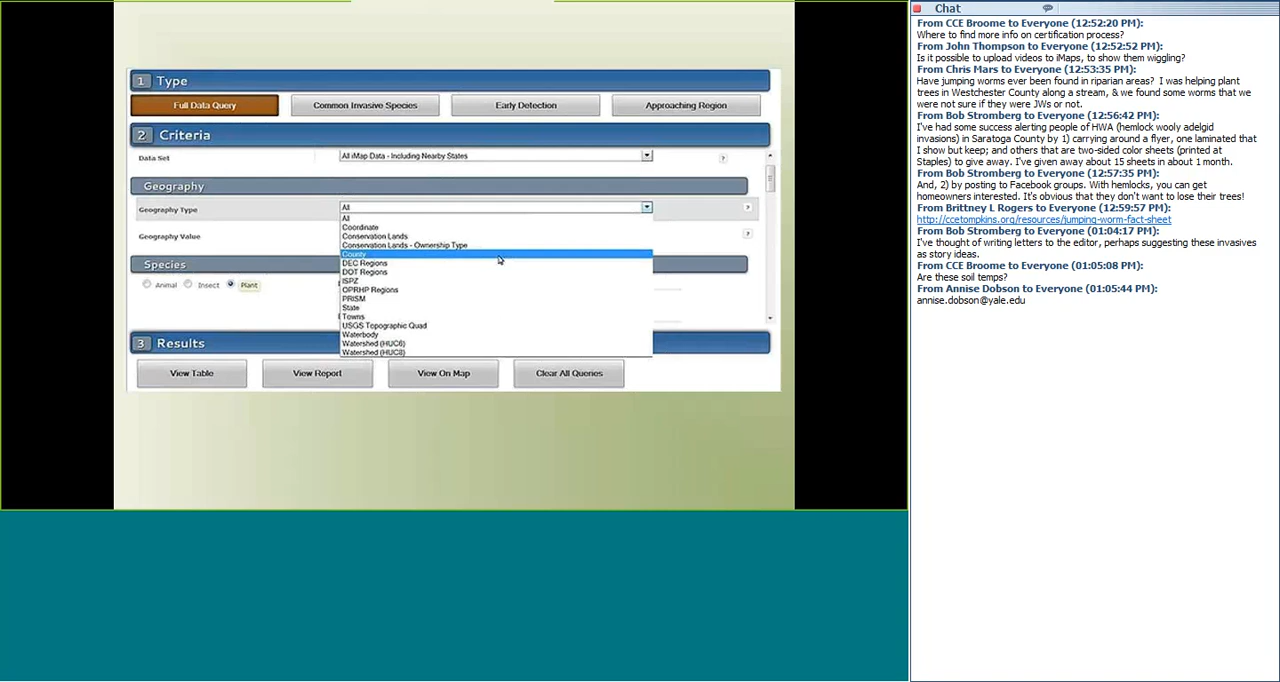 1 Type
Full Data Query Common Invasive Species Early Detection Approaching Region
2 Criteria
Data Set All iMap Data - Including Nearby States ?
Geography
Geography Type All ?
All
Coordinate
Geography Value Conservation Lands ?
Conservation Lands - Ownership Type
County
Species DEC Regions
DOT Regions
Animal Insect Plant ISPZ
OPRHP Regions
PRISM
State
Towns
USGS Topographic Quad
Waterbody
3 Results Watershed (HUC6)
Watershed (HUC8)
View Table View Report View On Map Clear All Queries
Chat
From CCE Broome to Everyone (12:52:20 PM):
Where to find more info on certification process?
From John Thompson to Everyone (12:52:52 PM):
Is it possible to upload videos to iMaps, to show them wiggling?
From Chris Mars to Everyone (12:53:35 PM):
Have jumping worms ever been found in riparian areas? I was helping plant
trees in Westchester County along a stream, & we found some worms that we
were not sure if they were JWs or not.
From Bob Stromberg to Everyone (12:56:42 PM):
I've had some success alerting people of HWA (hemlock wooly adelgid
invasions) in Saratoga County by 1) carrying around a flyer, one laminated that
I show but keep; and others that are two-sided color sheets (printed at
Staples) to give away. I've given away about 15 sheets in about 1 month.
From Bob Stromberg to Everyone (12:57:35 PM):
And, 2) by posting to Facebook groups. With hemlocks, you can get
homeowners interested. It's obvious that they don't want to lose their trees!
From Brittney L Rogers to Everyone (12:59:57 PM):
http://ccetompkins.org/resources/jumping-worm-fact-sheet
From Bob Stromberg to Everyone (01:04:17 PM):
I've thought of writing letters to the editor, perhaps suggesting these invasives
as story ideas.
From CCE Broome to Everyone (01:05:08 PM):
Are these soil temps?
From Annise Dobson to Everyone (01:05:44 PM):
annise.dobson@yale.edu